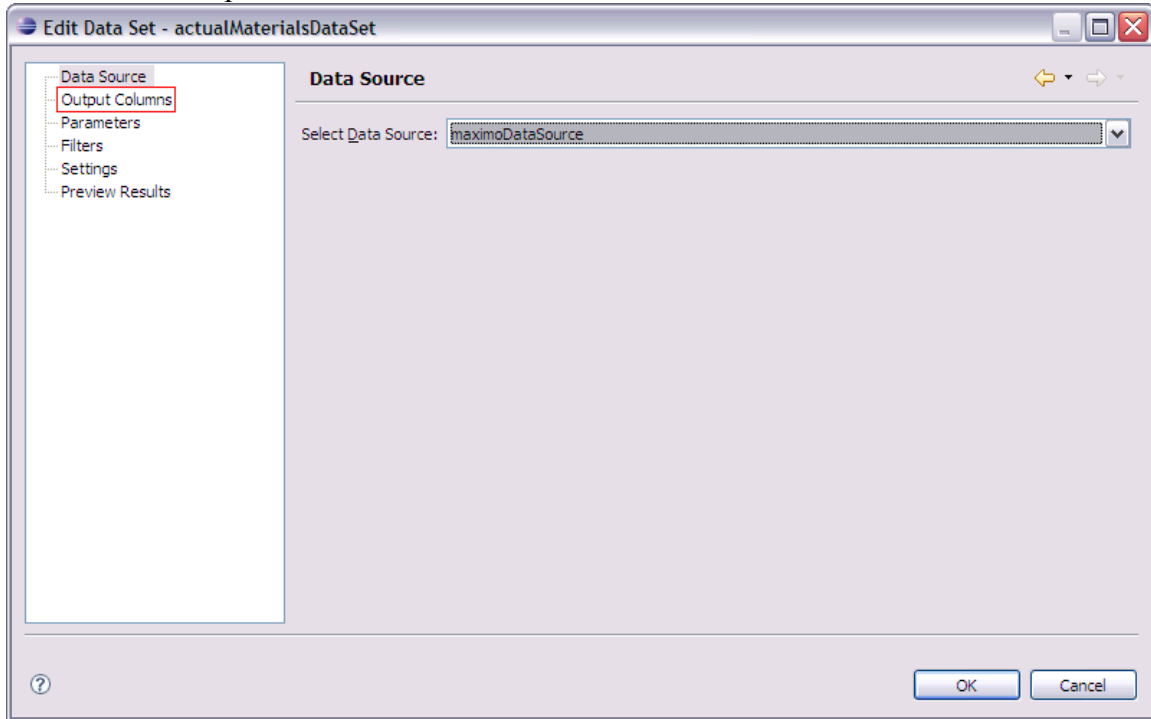 Edit Data Set - actualMaterialsDataSet
Data Source
Output Columns
Parameters
Filters
Settings
Preview Results
Data Source
Select Data Source: maximoDataSource
?
OK
Cancel